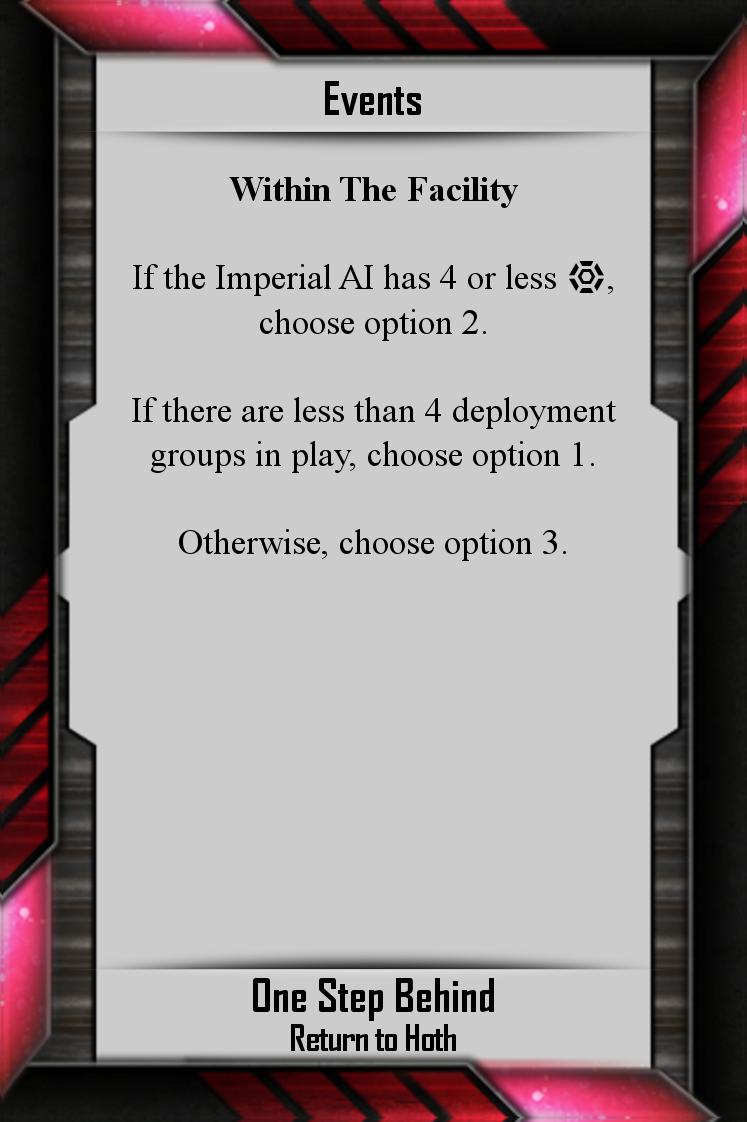 Events
Within The Facility
If the Imperial AI has 4 or less ,
choose option 2.
If there are less than 4 deployment
groups in play, choose option 1.
Otherwise, choose option 3.
One Step Behind
Return to Hoth